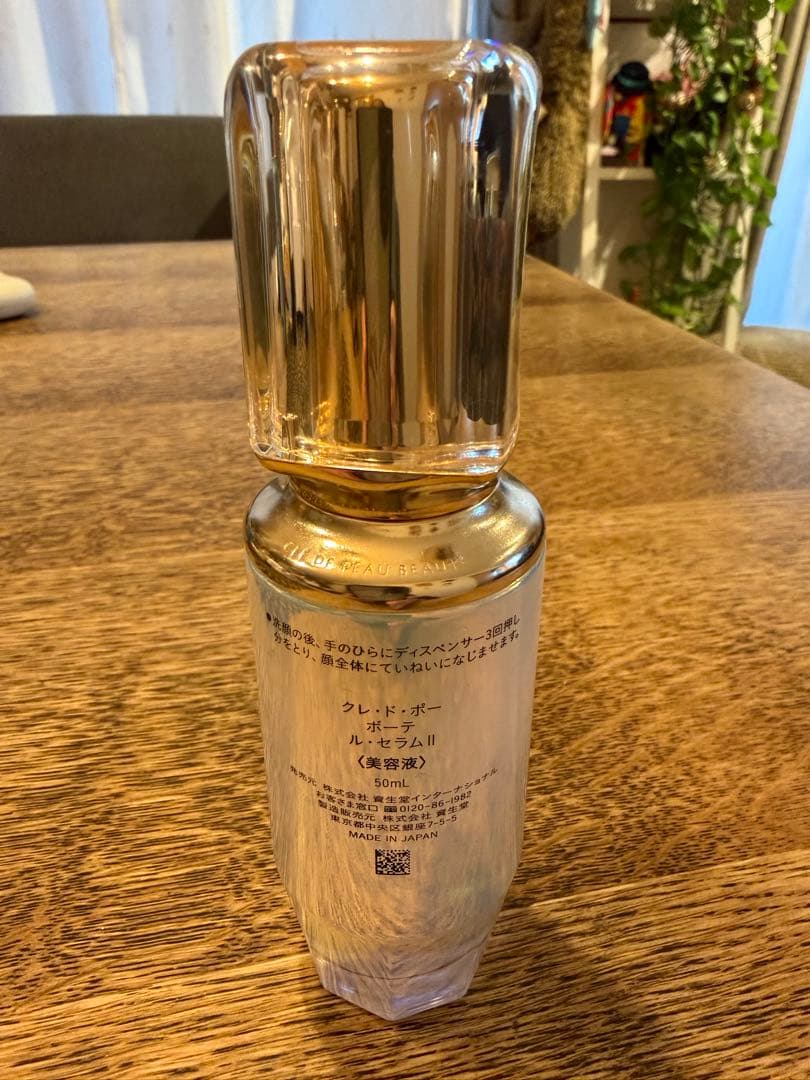 CLÉ DE PEAU BEAUTÉ
●洗顔の後、手のひらにディスペンサー3回押し
分をとり、顔全体にていねいになじませます。
クレ・ド・ポー
ボーテ
ル・セラムII
〈美容液〉
50mL
発売元 株式会社 資生堂インターナショナル
お客さま窓口 0120-86-1982
製造販売元 株式会社 資生堂
東京都中央区銀座7-5-5
MADE IN JAPAN